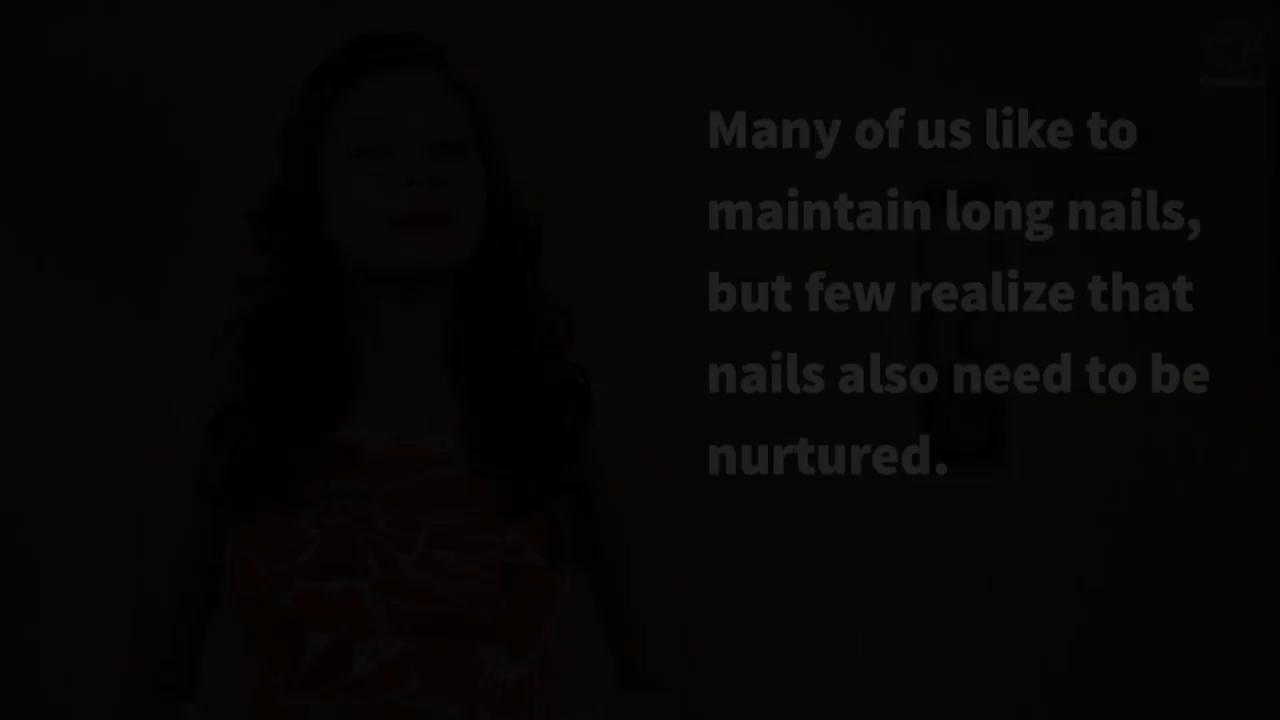 Many of us like to
maintain long nails,
but few realize that
nails also need to be
nurtured.